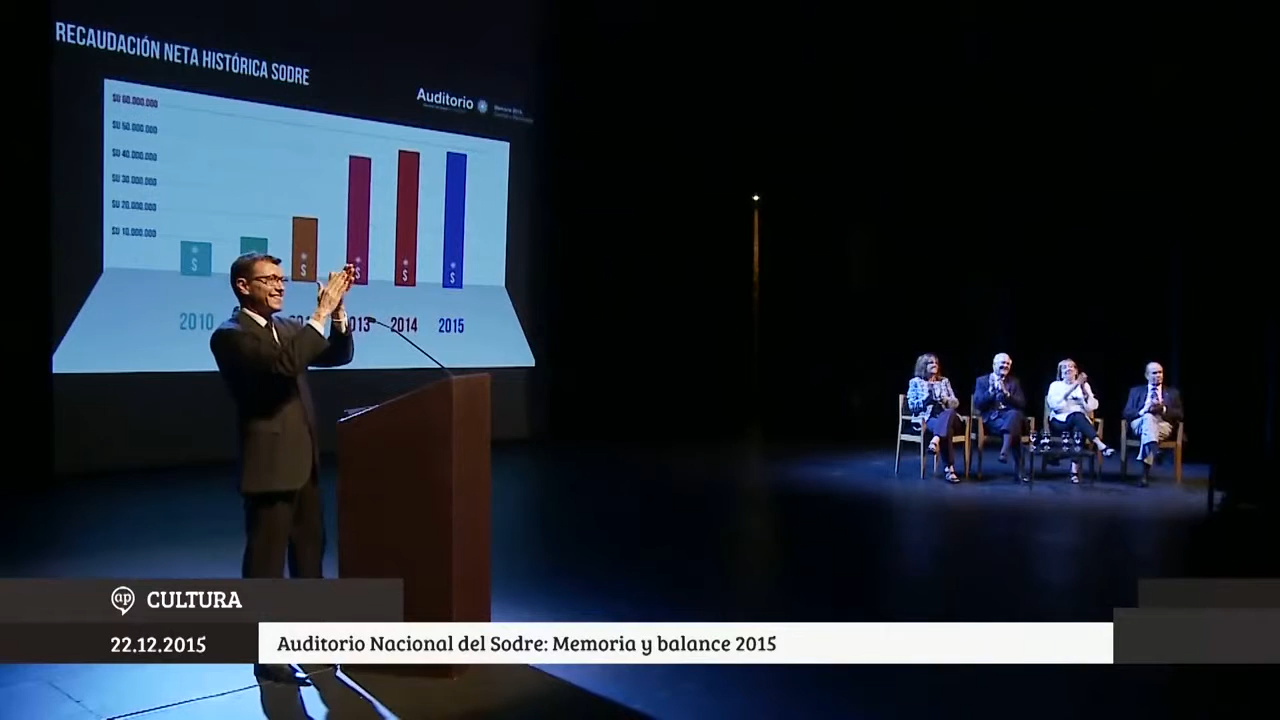 RECAUDACIÓN NETA HISTÓRICA SODRE
Auditorio
$U 60.000.000
$U 50.000.000
$U 40.000.000
$U 30.000.000
$U 20.000.000
$U 10.000.000
$
$
$
$
$
2010
2014
2015
ap CULTURA
22.12.2015
Auditorio Nacional del Sodre: Memoria y balance 2015